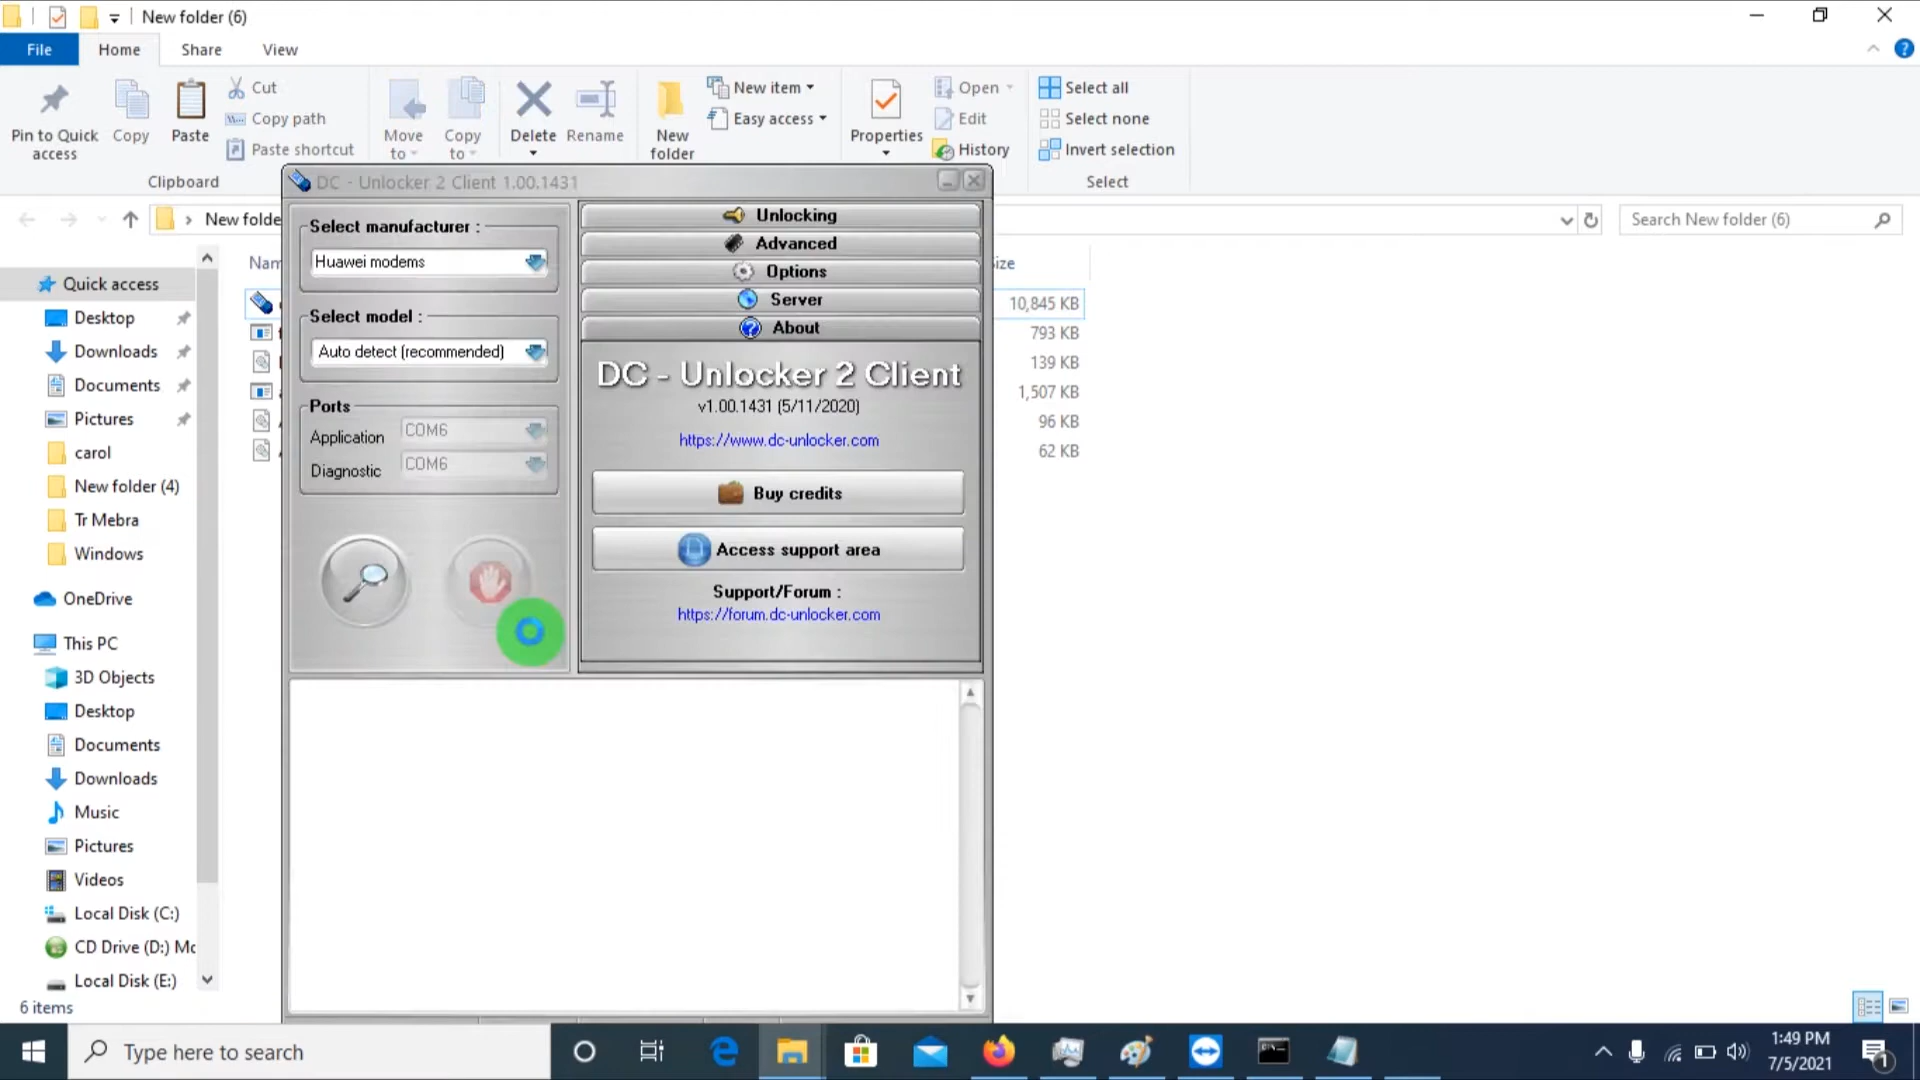 New folder (6)
File Home Share View
Pin to Quick access
Copy
Paste
Cut
Copy path
Paste shortcut
Clipboard
Move to
Copy to
Delete
Rename
New folder
New item
Easy access
Properties
Open
Edit
History
Select all
Select none
Invert selection
Select
New folde
Search New folder (6)
Quick access
Desktop
Downloads
Documents
Pictures
carol
New folder (4)
Tr Mebra
Windows
OneDrive
This PC
3D Objects
Desktop
Documents
Downloads
Music
Pictures
Videos
Local Disk (C:)
CD Drive (D:) Mc
Local Disk (E:)
6 items
Nam
ize
10,845 KB
793 KB
139 KB
1,507 KB
96 KB
62 KB
DC - Unlocker 2 Client 1.00.1431
Select manufacturer :
Huawei modems
Select model :
Auto detect (recommended)
Ports
Application COM6
Diagnostic COM6
Unlocking
Advanced
Options
Server
About
DC - Unlocker 2 Client
v1.00.1431 (5/11/2020)
https://www.dc-unlocker.com
Buy credits
Access support area
Support/Forum :
https://forum.dc-unlocker.com
Type here to search
1:49 PM
7/5/2021
1